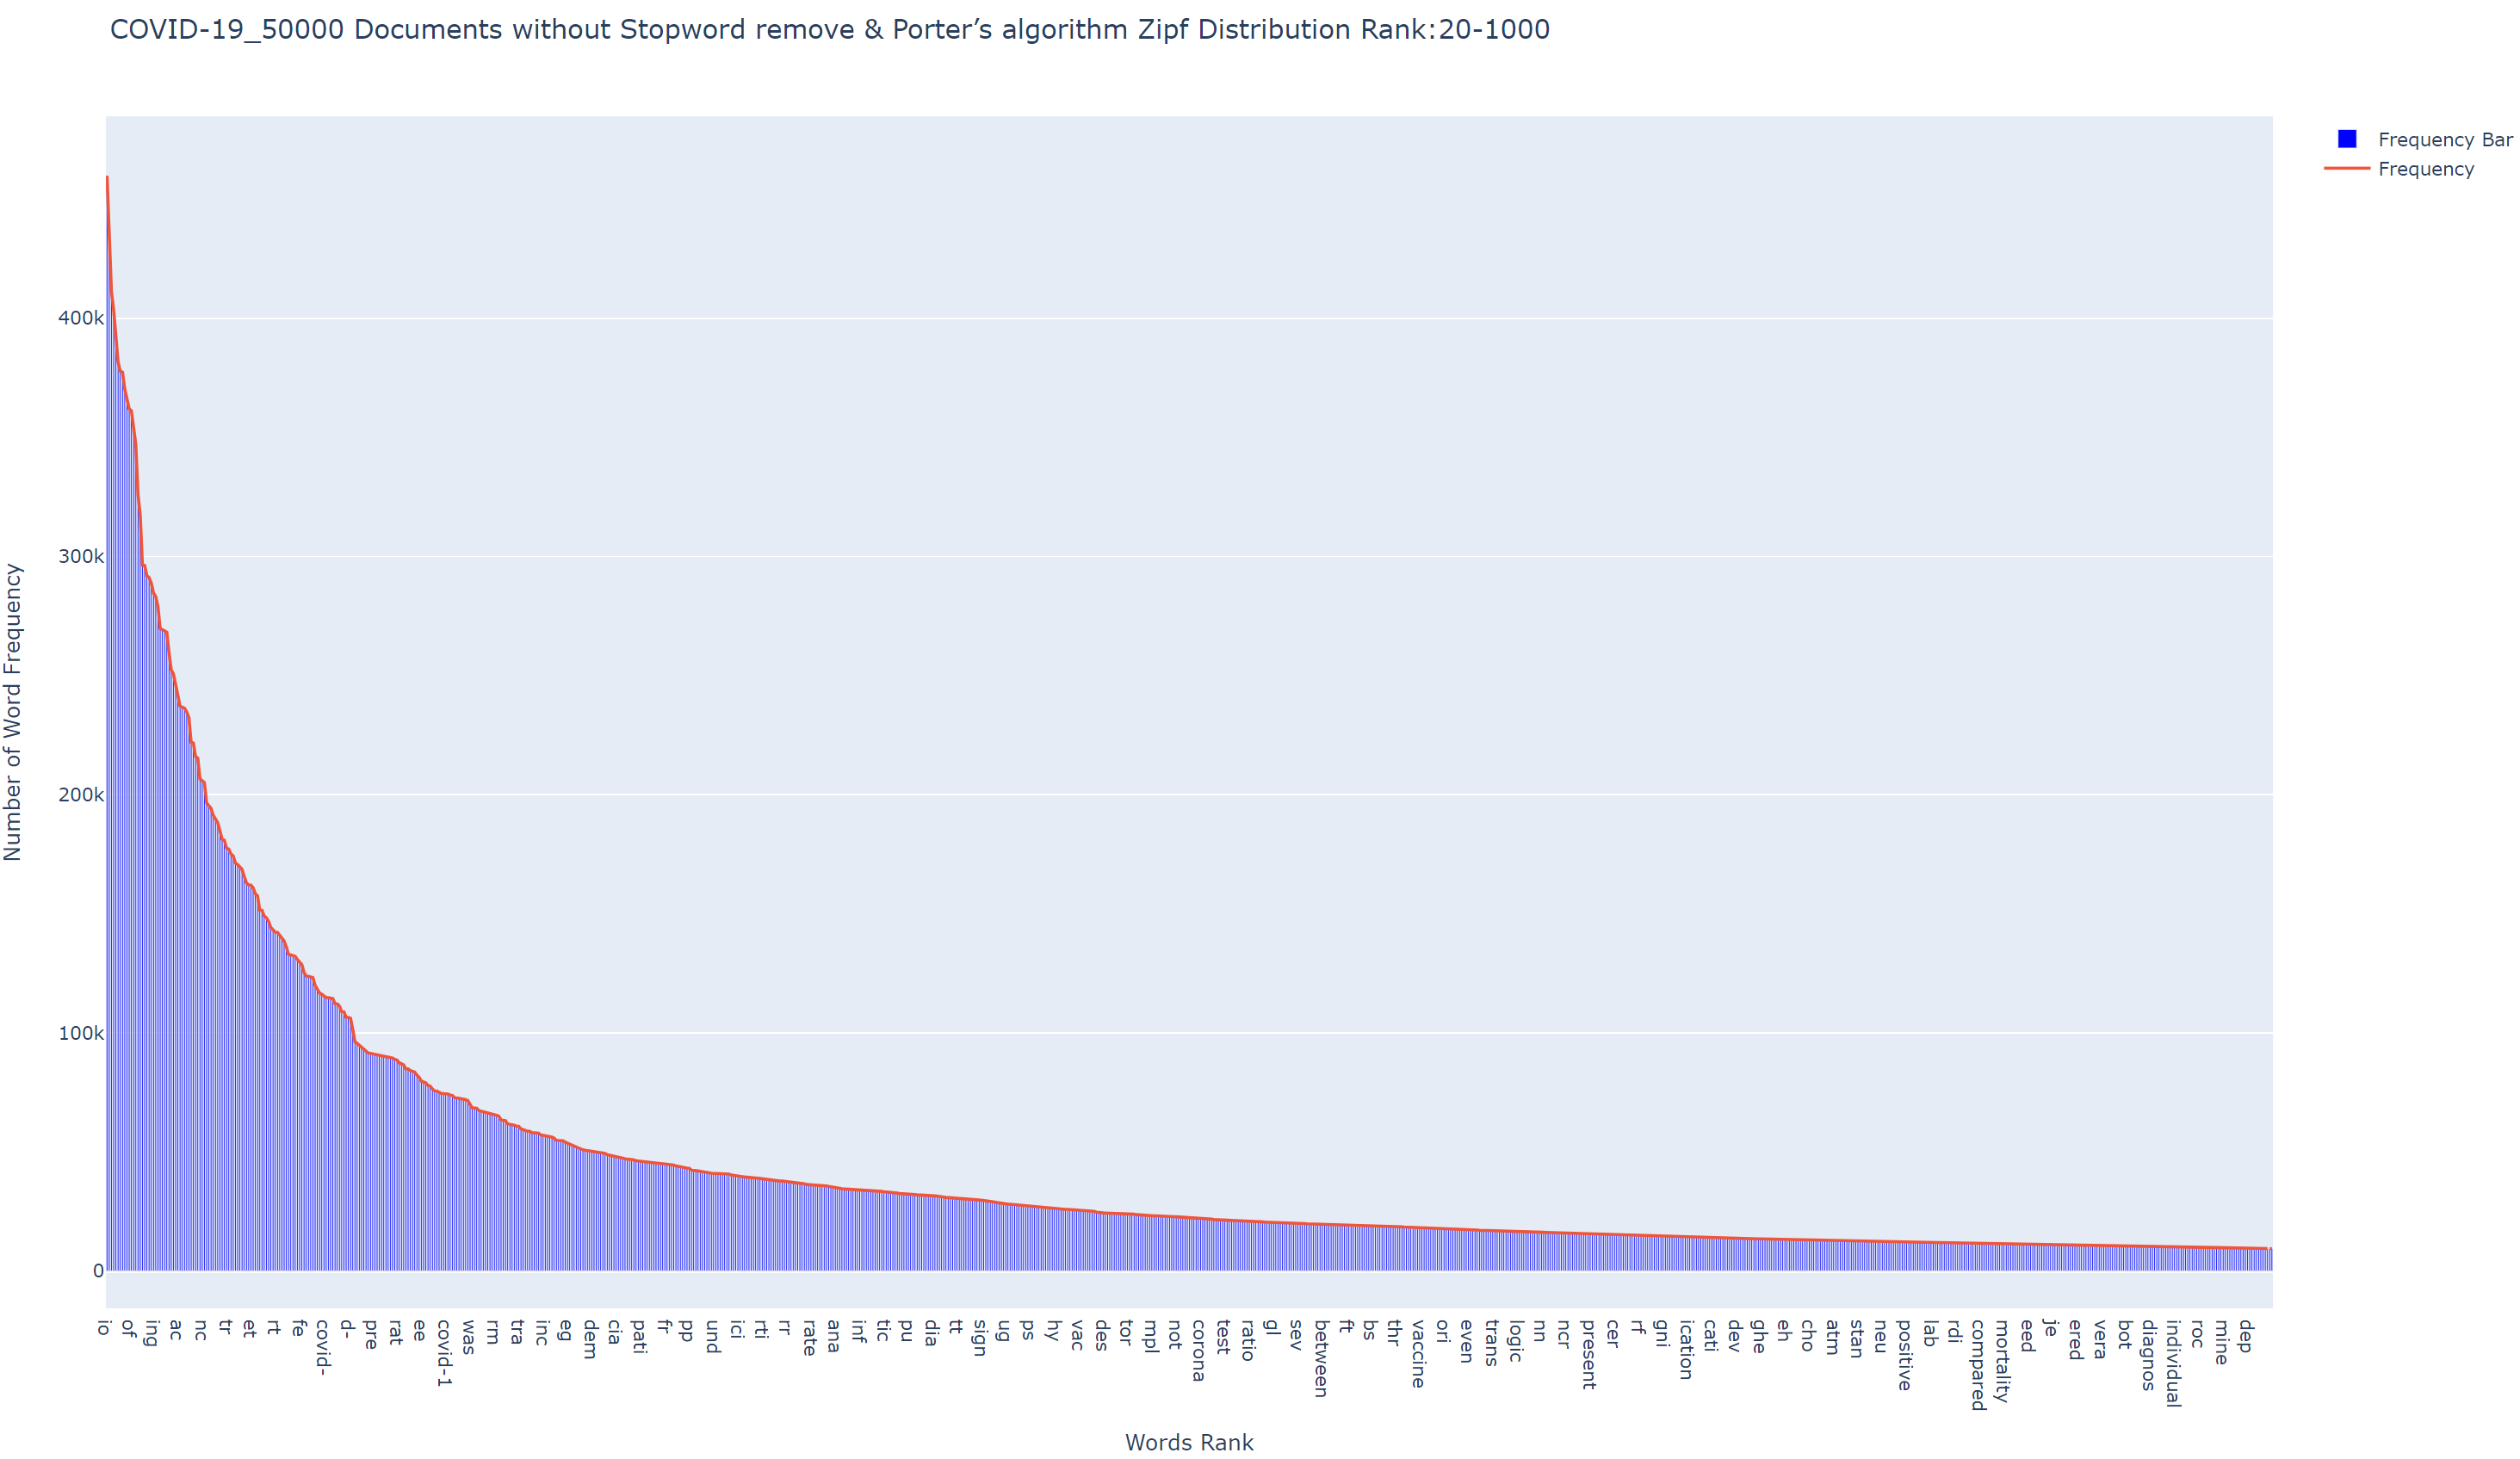 COVID-19_50000 Documents without Stopword remove & Porter’s algorithm Zipf Distribution Rank:20-1000
Frequency Bar
Frequency
Number of Word Frequency
400k
300k
200k
100k
0
io
of
ing
ac
nc
tr
et
rt
fe
covid-
d-
pre
rat
ee
covid-1
was
rm
tra
inc
eg
dem
cia
pati
fr
pp
und
ici
rti
rr
rate
ana
inf
tic
pu
dia
tt
sign
ug
ps
hy
vac
des
tor
mpl
not
corona
test
ratio
gl
sev
between
ft
bs
thr
vaccine
ori
even
trans
logic
nn
ncr
present
cer
rf
gni
ication
cati
dev
ghe
eh
cho
atm
stan
neu
positive
lab
rdi
compared
mortality
eed
je
ered
vera
bot
diagnos
individual
roc
mine
dep
Words Rank